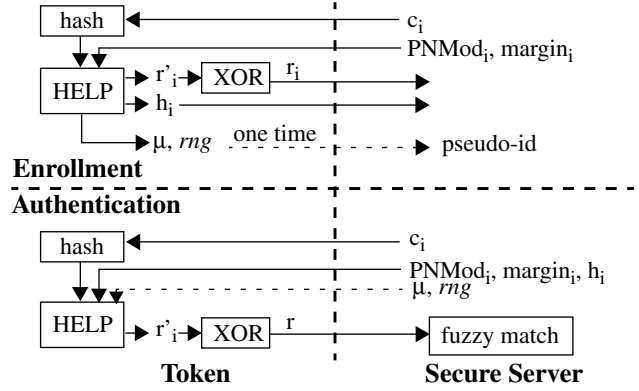 hash
c_i
PNMod_i, margin_i
HELP
r'_i
XOR
r_i
h_i
μ, rng
one time
pseudo-id
Enrollment
Authentication
hash
c_i
PNMod_i, margin_i, h_i
μ, rng
HELP
r'_i
XOR
r
fuzzy match
Token
Secure Server